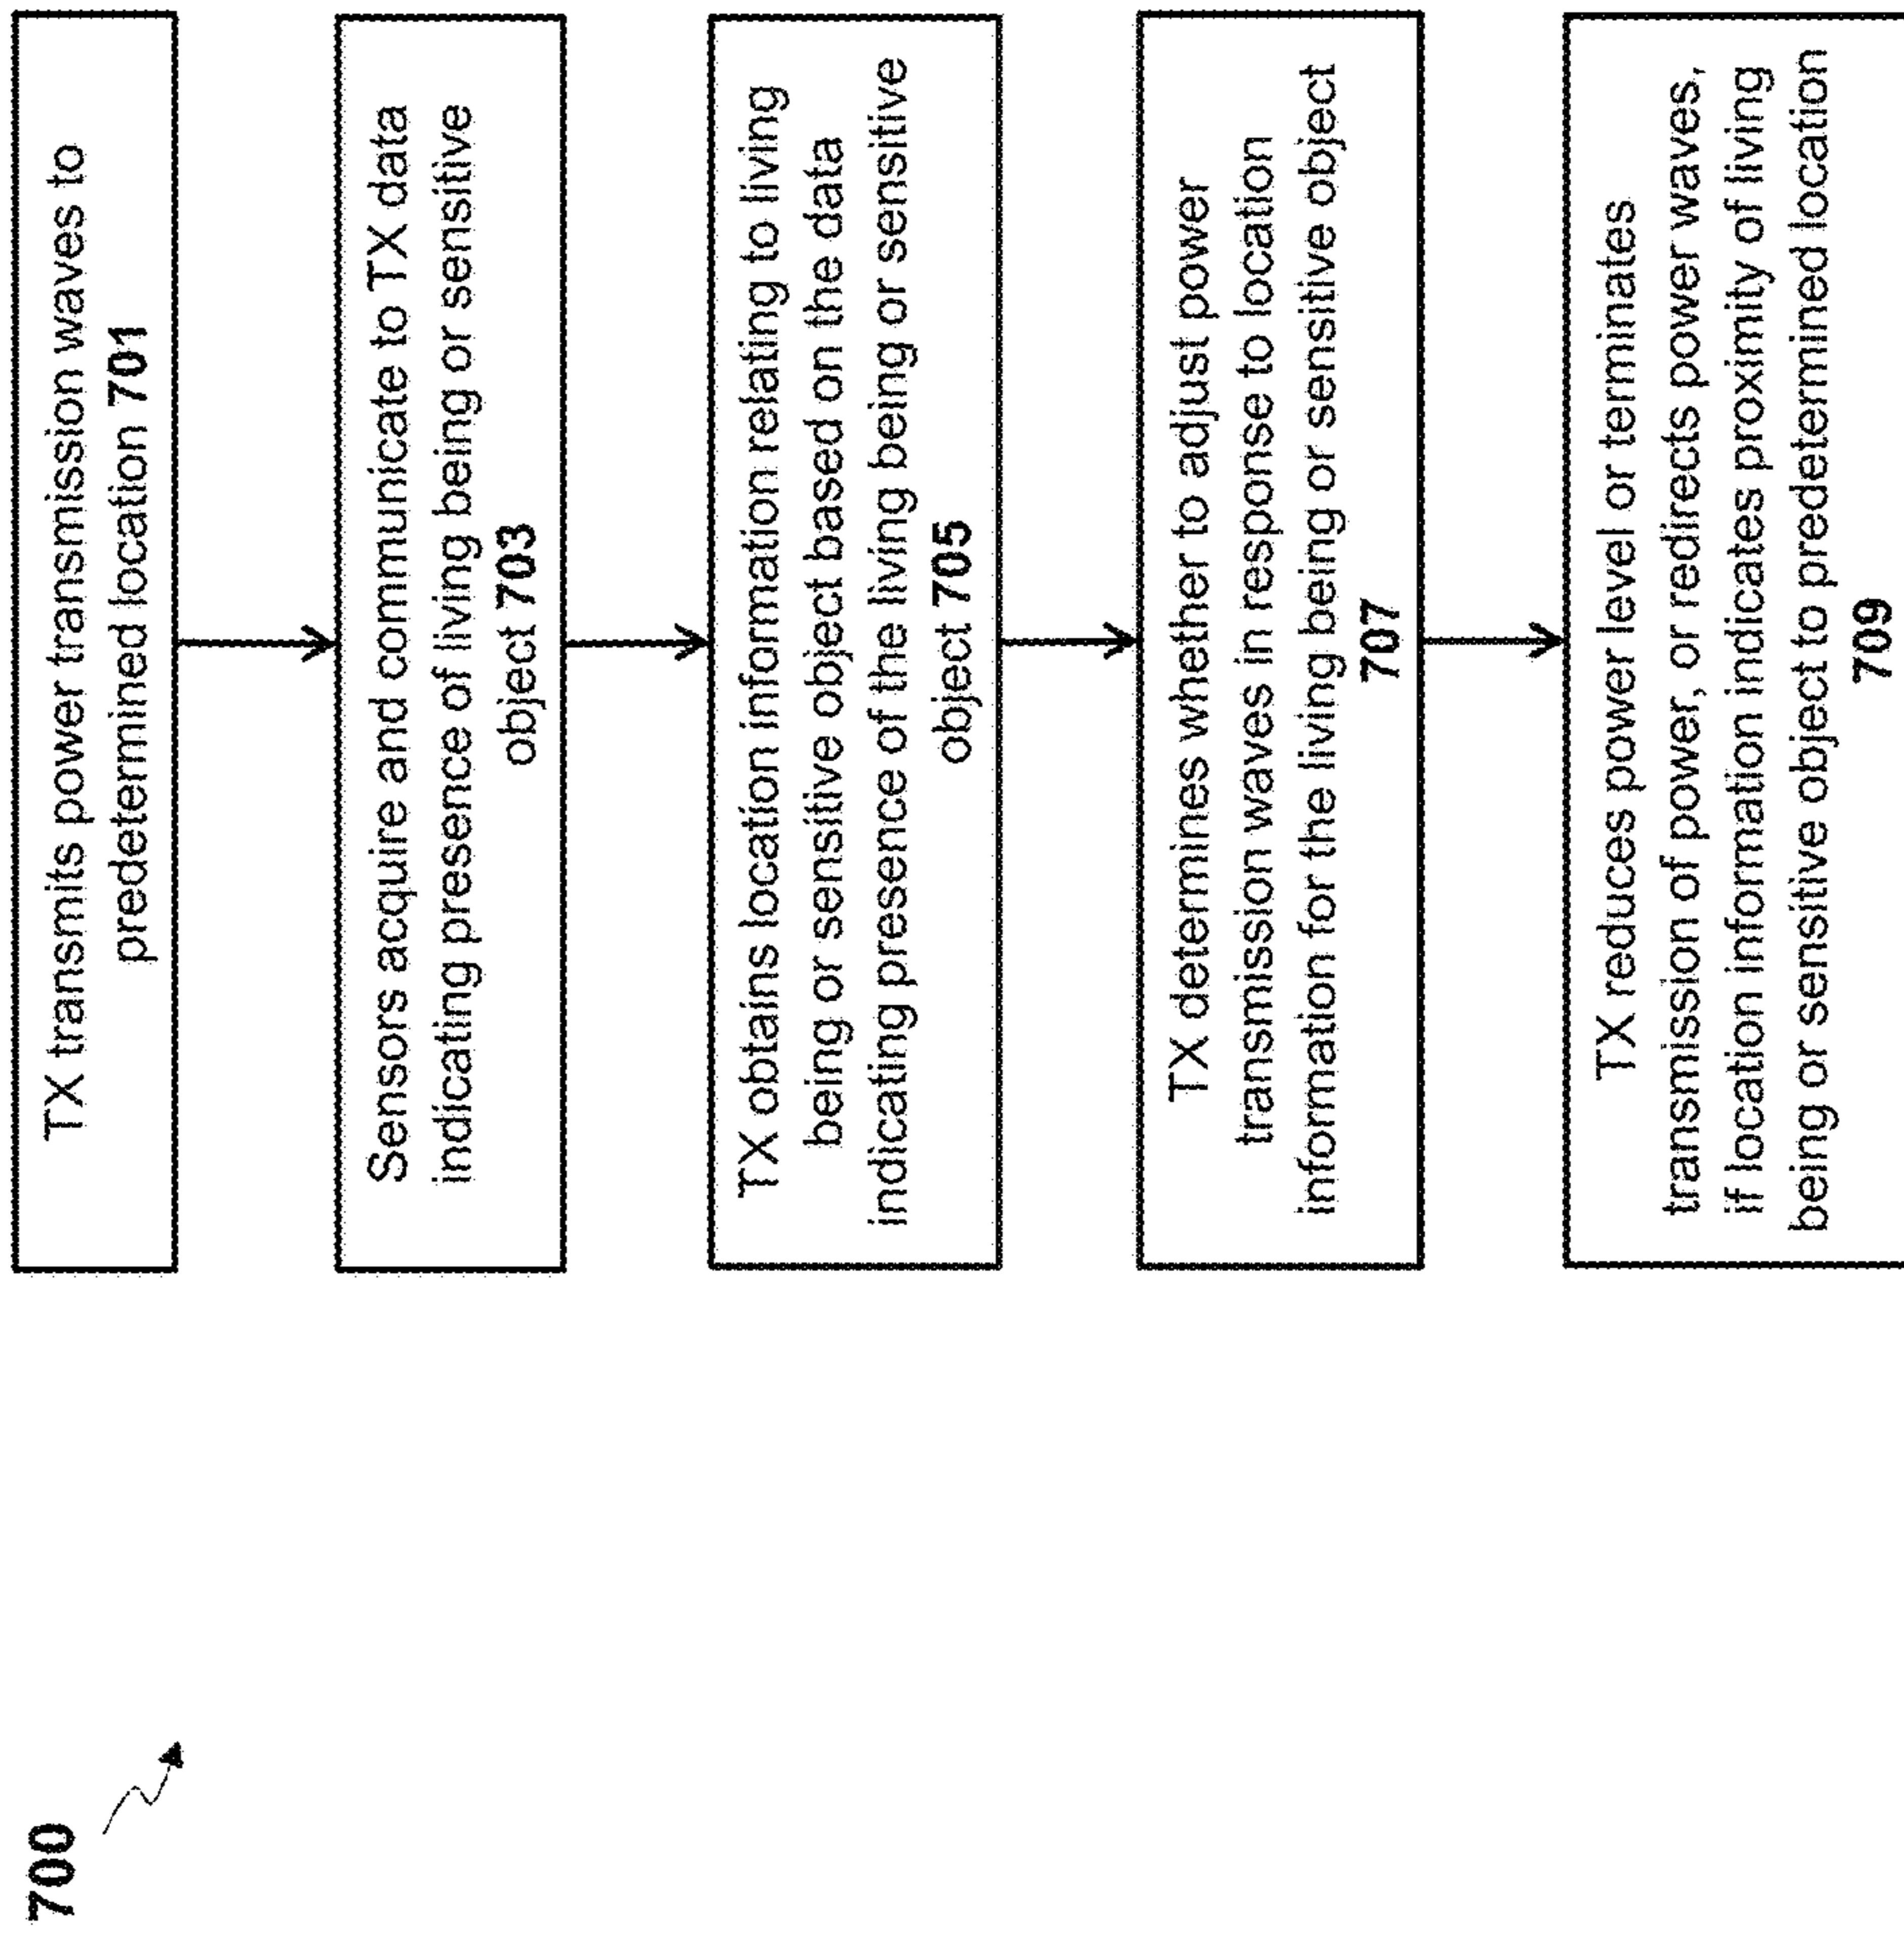 700
TX transmits power transmission waves to
predetermined location 701
Sensors acquire and communicate to TX data
indicating presence of living being or sensitive
object 703
TX obtains location information relating to living
being or sensitive object based on the data
indicating presence of the living being or sensitive
object 705
TX determines whether to adjust power
transmission waves in response to location
information for the living being or sensitive object
707
TX reduces power level or terminates
transmission of power, or redirects power waves,
if location information indicates proximity of living
being or sensitive object to predetermined location
709